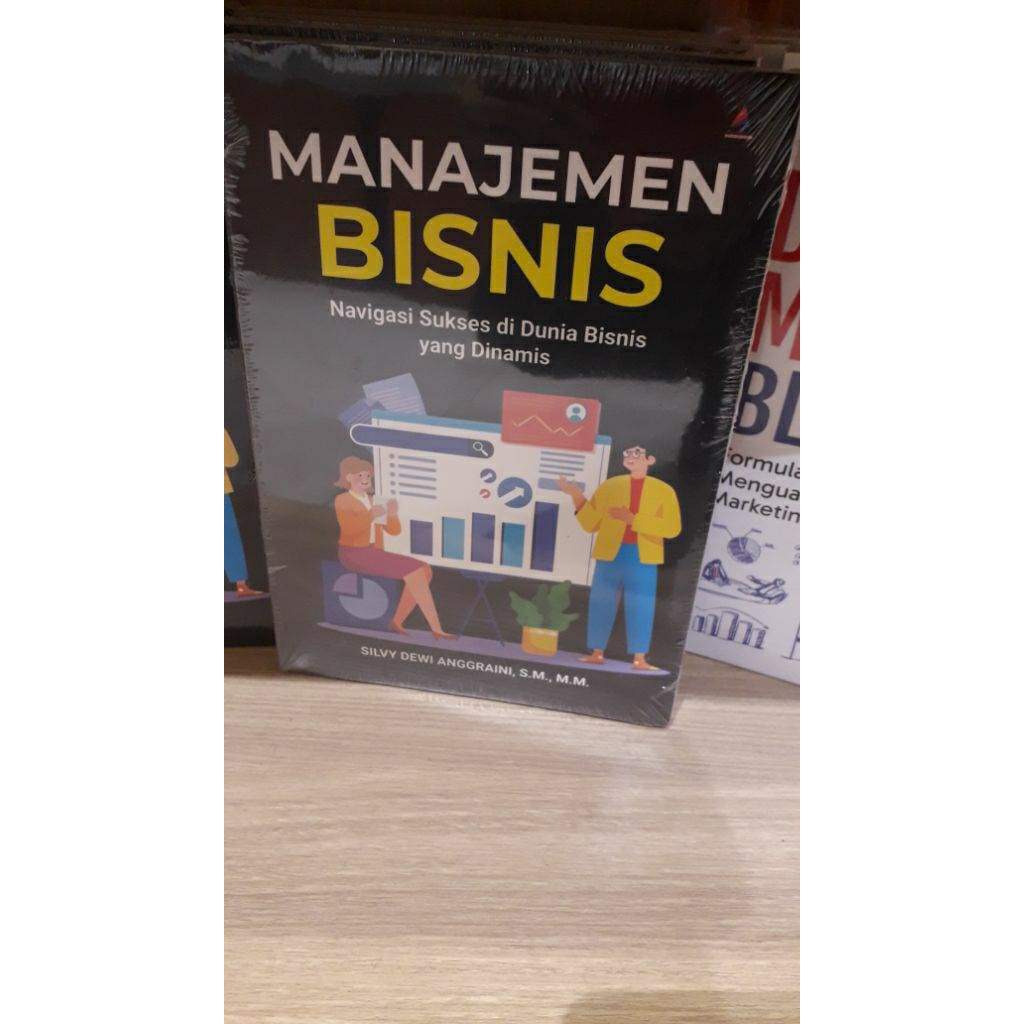 MANAJEMEN
BISNIS
Navigasi Sukses di Dunia Bisnis
yang Dinamis
SILVY DEWI ANGGRAINI, S.M., M.M.